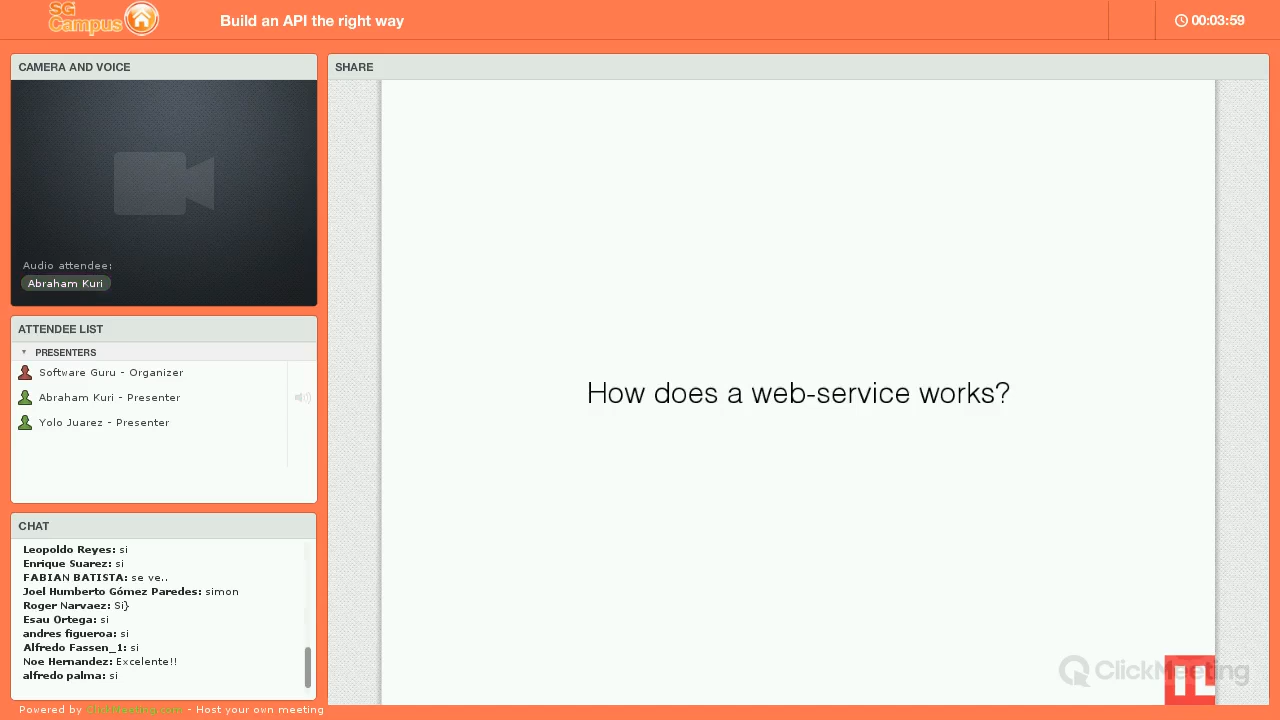 SG
Campus
Build an API the right way
00:03:59
CAMERA AND VOICE
Audio attendee:
Abraham Kuri
ATTENDEE LIST
PRESENTERS
Software Guru - Organizer
Abraham Kuri - Presenter
Yolo Juarez - Presenter
CHAT
Leopoldo Reyes: si
Enrique Suarez: si
FABIAN BATISTA: se ve..
Joel Humberto Gómez Paredes: simon
Roger Narvaez: Si}
Esau Ortega: si
andres figueroa: si
Alfredo Fassen_1: si
Noe Hernandez: Excelente!!
alfredo palma: si
Powered by ClickMeeting.com - Host your own meeting
SHARE
How does a web-service works?
ClickMeeting